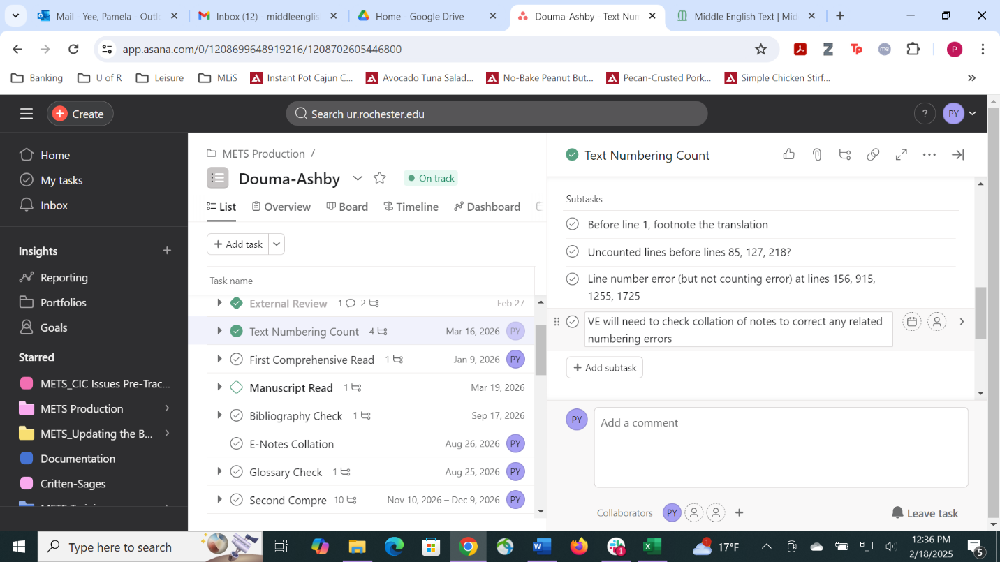 Mail - Yee, Pamela - Outlo
Inbox (12) - middleenglis
Home - Google Drive
Douma-Ashby - Text Num
Middle English Text | Mid
app.asana.com/0/1208699648919216/1208702605446800
Tp
me
P
Banking
U of R
Leisure
MLiS
Instant Pot Cajun C...
Avocado Tuna Salad...
No-Bake Peanut But...
Pecan-Crusted Pork...
Simple Chicken Stirf...
Create
Search ur.rochester.edu
?
PY
Home
My tasks
Inbox
Insights
Reporting
Portfolios
Goals
Starred
METS_CIC Issues Pre-Trac...
METS Production
METS_Updating the B...
Documentation
Critten-Sages
METS Production /
Douma-Ashby
On track
List
Overview
Board
Timeline
Dashboard
Add task
Task name
External Review 1 2 Feb 27
Text Numbering Count 4 Mar 16, 2026 PY
First Comprehensive Read 1 Jan 9, 2026 PY
Manuscript Read 1 Mar 19, 2026
Bibliography Check 1 Sep 17, 2026
E-Notes Collation Aug 26, 2026 PY
Glossary Check 1 Aug 25, 2026 PY
Second Compre 10 Nov 10, 2026 – Dec 9, 2026 PY
Text Numbering Count
Subtasks
Before line 1, footnote the translation
Uncounted lines before lines 85, 127, 218?
Line number error (but not counting error) at lines 156, 915,
1255, 1725
VE will need to check collation of notes to correct any related
numbering errors
Add subtask
PY
Add a comment
Collaborators
PY
Leave task
Type here to search
1
1
17°F
12:36 PM
2/18/2025
5